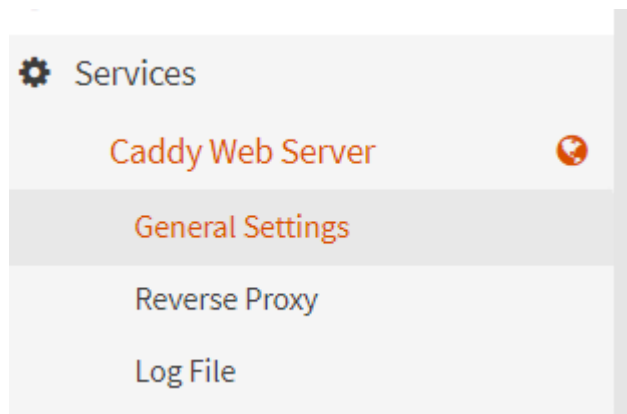 Services
Caddy Web Server
General Settings
Reverse Proxy
Log File